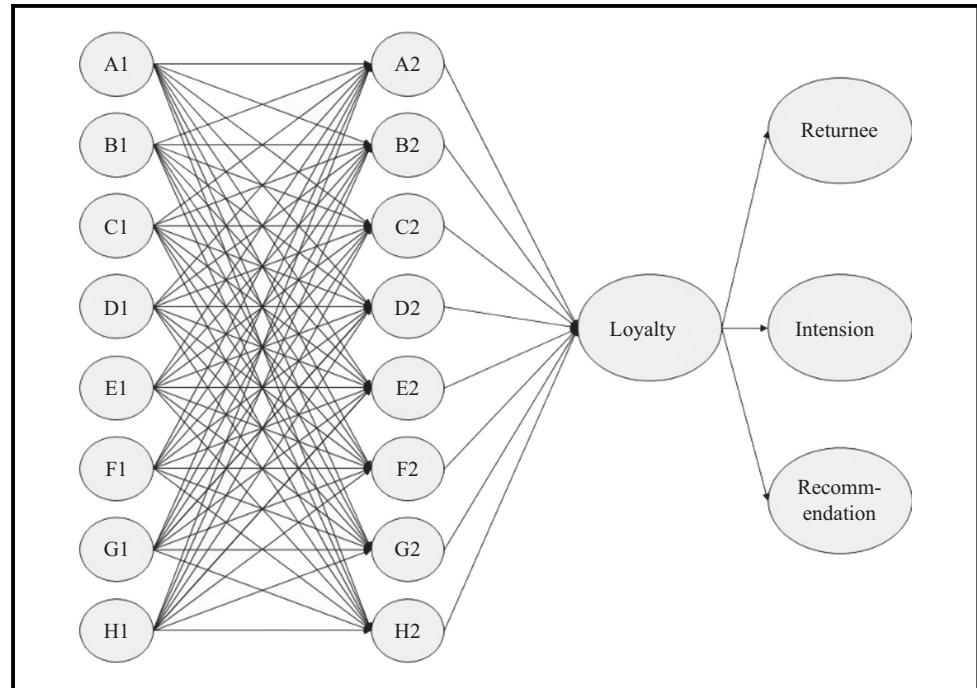 A1
B1
C1
D1
E1
F1
G1
H1
A2
B2
C2
D2
E2
F2
G2
H2
Loyalty
Returnee
Intension
Recomm-
endation